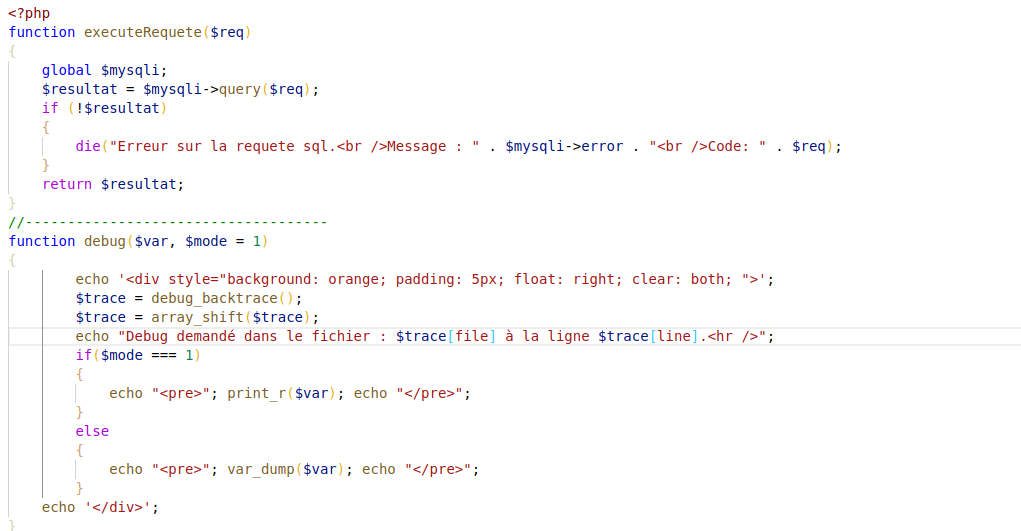 <?php
function executeRequete($req)
{
    global $mysqli;
    $resultat = $mysqli->query($req);
    if (!$resultat)
    {
        die("Erreur sur la requete sql.<br />Message : " . $mysqli->error . "<br />Code: " . $req);
    }
    return $resultat;
}
//------------------------------------
function debug($var, $mode = 1)
{
        echo '<div style="background: orange; padding: 5px; float: right; clear: both; ">';
        $trace = debug_backtrace();
        $trace = array_shift($trace);
        echo "Debug demandé dans le fichier : $trace[file] à la ligne $trace[line].<hr />";
        if($mode === 1)
        {
            echo "<pre>"; print_r($var); echo "</pre>";
        }
        else
        {
            echo "<pre>"; var_dump($var); echo "</pre>";
        }
    echo '</div>';
}